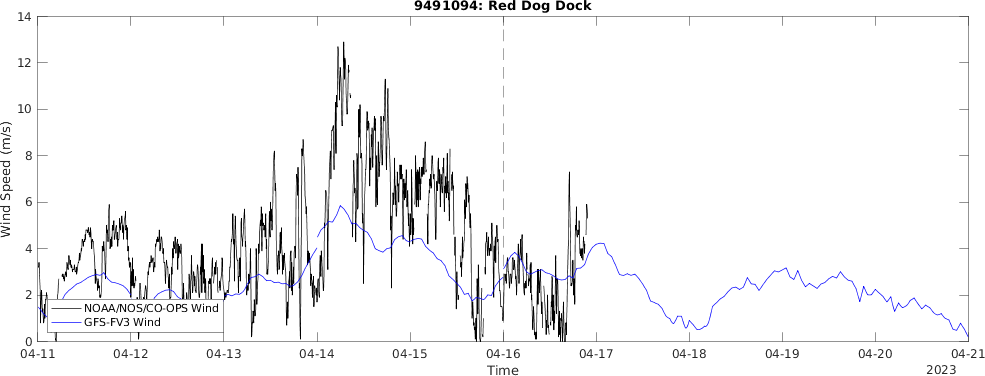 9491094: Red Dog Dock
Wind Speed (m/s)
14
12
10
8
6
4
2
0
NOAA/NOS/CO-OPS Wind
GFS-FV3 Wind
04-11 04-12 04-13 04-14 04-15 04-16 04-17 04-18 04-19 04-20 04-21
Time
2023